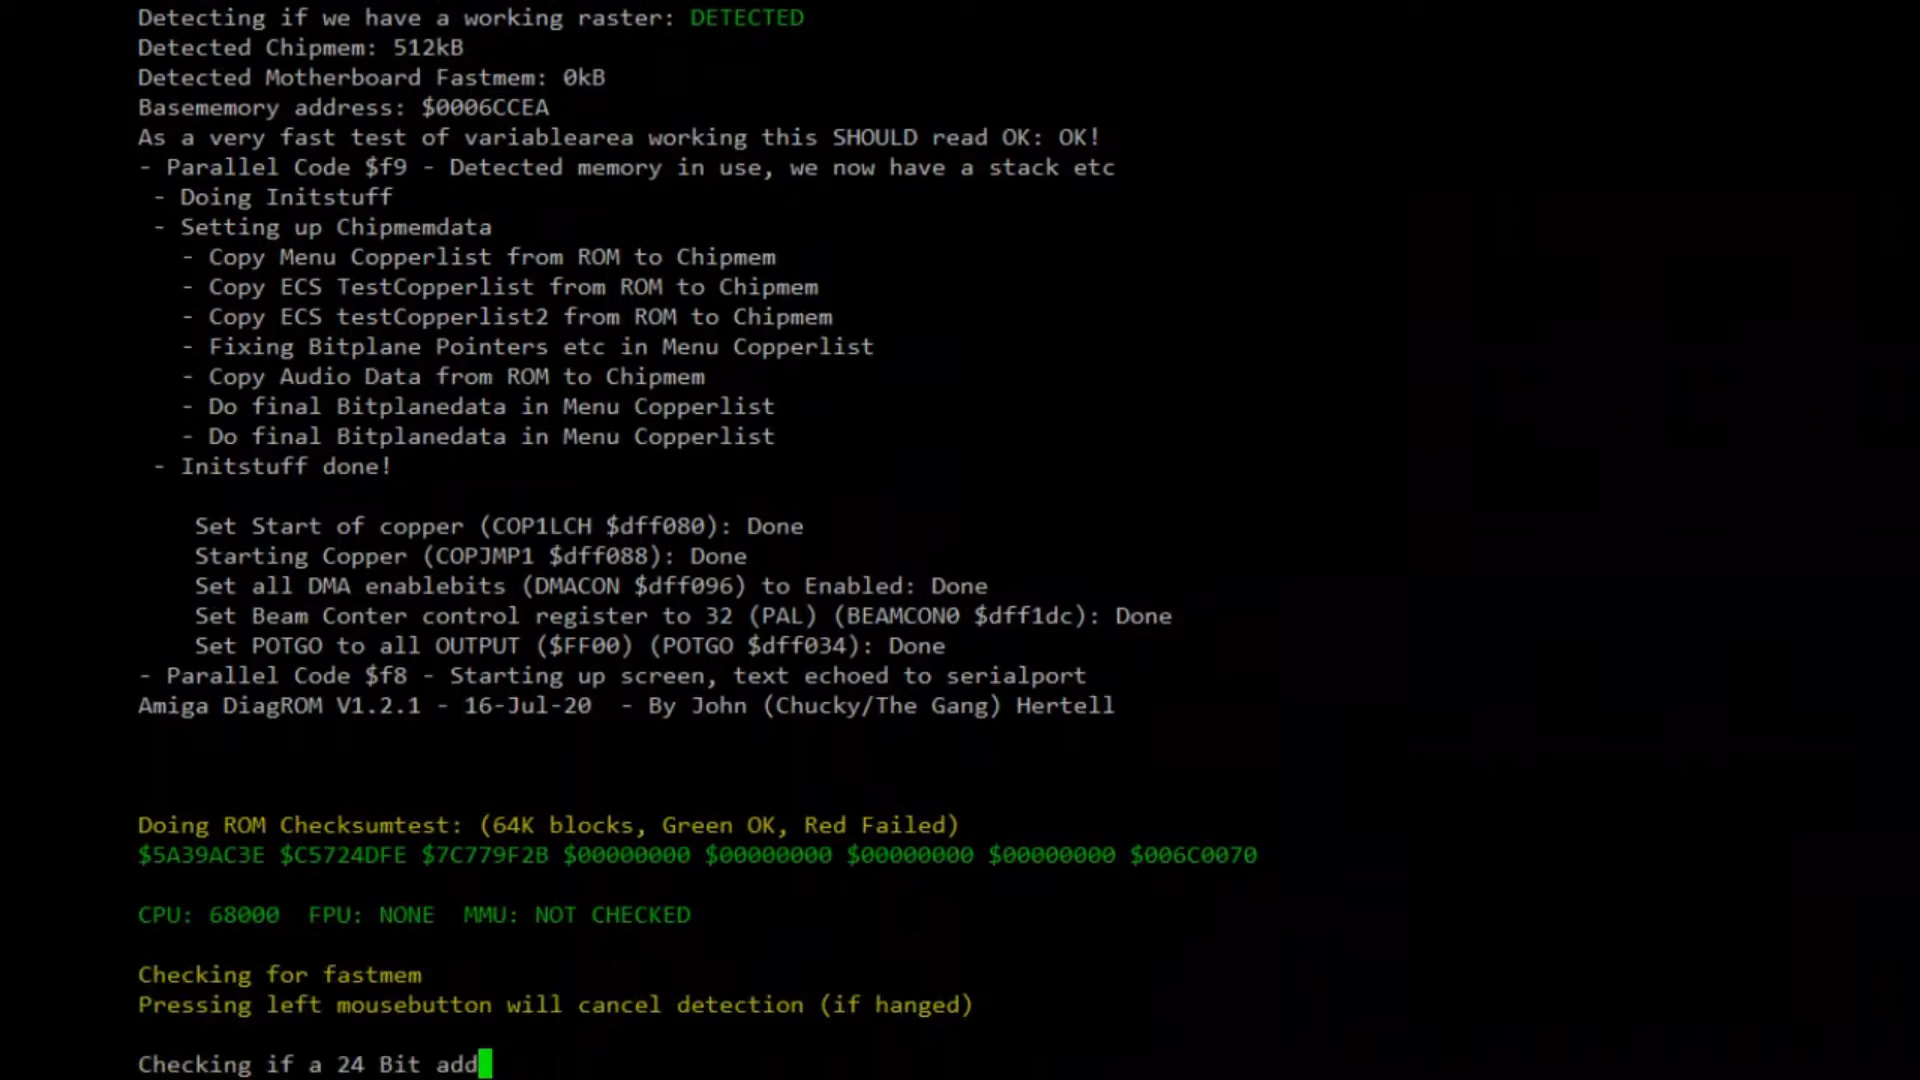 Detecting if we have a working raster: DETECTED
Detected Chipmem: 512kB
Detected Motherboard Fastmem: 0kB
Basememory address: $0006CCEA
As a very fast test of variablearea working this SHOULD read OK: OK!
- Parallel Code $f9 - Detected memory in use, we now have a stack etc
- Doing Initstuff
- Setting up Chipmemdata
- Copy Menu Copperlist from ROM to Chipmem
- Copy ECS TestCopperlist from ROM to Chipmem
- Copy ECS testCopperlist2 from ROM to Chipmem
- Fixing Bitplane Pointers etc in Menu Copperlist
- Copy Audio Data from ROM to Chipmem
- Do final Bitplanedata in Menu Copperlist
- Do final Bitplanedata in Menu Copperlist
- Initstuff done!
Set Start of copper (COP1LCH $dff080): Done
Starting Copper (COPJMP1 $dff088): Done
Set all DMA enablebits (DMACON $dff096) to Enabled: Done
Set Beam Conter control register to 32 (PAL) (BEAMCON0 $dff1dc): Done
Set POTGO to all OUTPUT ($FF00) (POTGO $dff034): Done
- Parallel Code $f8 - Starting up screen, text echoed to serialport
Amiga DiagROM V1.2.1 - 16-Jul-20  - By John (Chucky/The Gang) Hertell
Doing ROM Checksumtest: (64K blocks, Green OK, Red Failed)
$5A39AC3E $C5724DFE $7C779F2B $00000000 $00000000 $00000000 $00000000 $006C0070
CPU: 68000  FPU: NONE  MMU: NOT CHECKED
Checking for fastmem
Pressing left mousebutton will cancel detection (if hanged)
Checking if a 24 Bit add